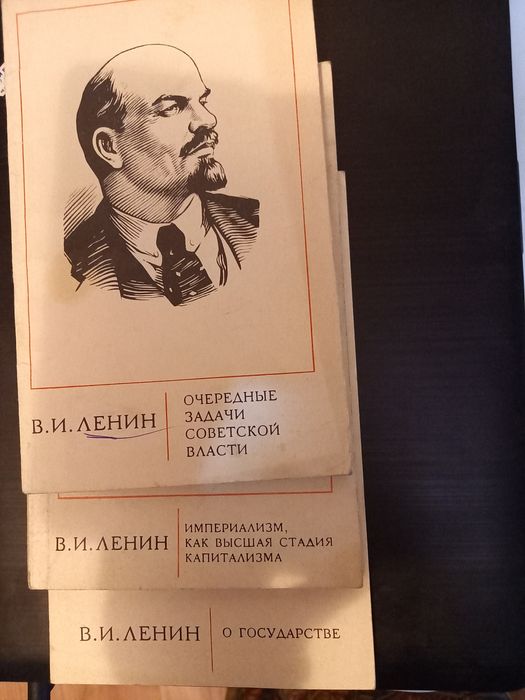 В.И. ЛЕНИН
ОЧЕРЕДНЫЕ
ЗАДАЧИ
СОВЕТСКОЙ
ВЛАСТИ
В.И. ЛЕНИН
ИМПЕРИАЛИЗМ,
КАК ВЫСШАЯ СТАДИЯ
КАПИТАЛИЗМА
В.И. ЛЕНИН
О ГОСУДАРСТВЕ